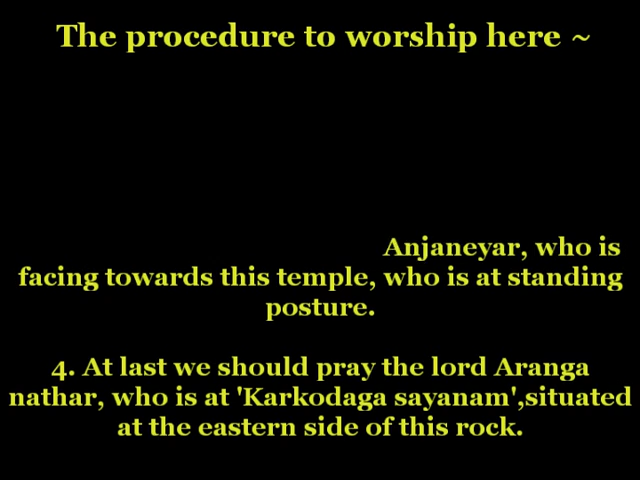 The procedure to worship here ~
Anjaneyar, who is
facing towards this temple, who is at standing
posture.
4. At last we should pray the lord Aranga
nathar, who is at 'Karkodaga sayanam',situated
at the eastern side of this rock.